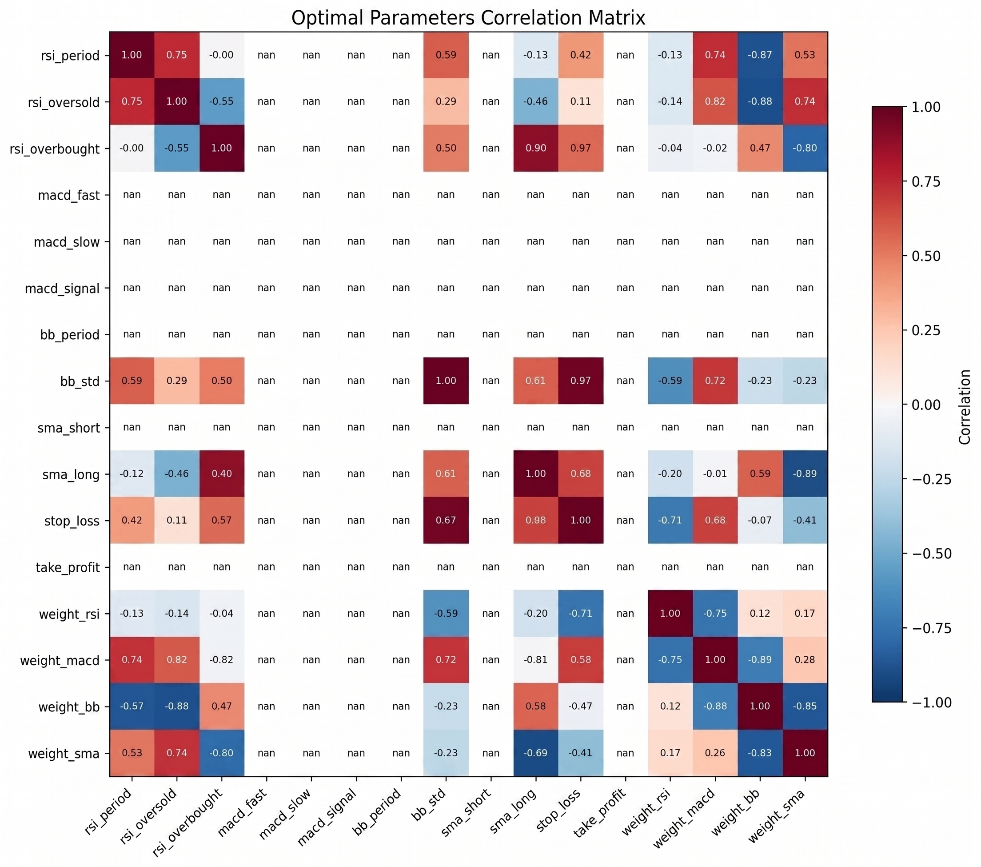 Optimal Parameters Correlation Matrix
rsi_period 1.00 0.75 -0.00 nan nan nan nan 0.59 nan -0.13 0.42 nan -0.13 0.74 -0.87 0.53
rsi_oversold 0.75 1.00 -0.55 nan nan nan nan 0.29 nan -0.46 0.11 nan -0.14 0.82 -0.88 0.74
rsi_overbought -0.00 -0.55 1.00 nan nan nan nan 0.50 nan 0.90 0.97 nan -0.04 -0.02 0.47 -0.80
macd_fast nan nan nan nan nan nan nan nan nan nan nan nan nan nan nan nan
macd_slow nan nan nan nan nan nan nan nan nan nan nan nan nan nan nan nan
macd_signal nan nan nan nan nan nan nan nan nan nan nan nan nan nan nan nan
bb_period nan nan nan nan nan nan nan nan nan nan nan nan nan nan nan nan
bb_std 0.59 0.29 0.50 nan nan nan nan 1.00 nan 0.61 0.97 nan -0.59 0.72 -0.23 -0.23
sma_short nan nan nan nan nan nan nan nan nan nan nan nan nan nan nan nan
sma_long -0.12 -0.46 0.40 nan nan nan nan 0.61 nan 1.00 0.68 nan -0.20 -0.01 0.59 -0.89
stop_loss 0.42 0.11 0.57 nan nan nan nan 0.67 nan 0.98 1.00 nan -0.71 0.68 -0.07 -0.41
take_profit nan nan nan nan nan nan nan nan nan nan nan nan nan nan nan nan
weight_rsi -0.13 -0.14 -0.04 nan nan nan nan -0.59 nan -0.20 -0.71 nan 1.00 -0.75 0.12 0.17
weight_macd 0.74 0.82 -0.82 nan nan nan nan 0.72 nan -0.81 0.58 nan -0.75 1.00 -0.89 0.28
weight_bb -0.57 -0.88 0.47 nan nan nan nan -0.23 nan 0.58 -0.47 nan 0.12 -0.88 1.00 -0.85
weight_sma 0.53 0.74 -0.80 nan nan nan nan -0.23 nan -0.69 -0.41 nan 0.17 0.26 -0.83 1.00
rsi_period rsi_oversold rsi_overbought macd_fast macd_slow macd_signal bb_period bb_std sma_short sma_long stop_loss take_profit weight_rsi weight_macd weight_bb weight_sma
1.00
0.75
0.50
0.25
0.00
−0.25
−0.50
−0.75
−1.00
Correlation